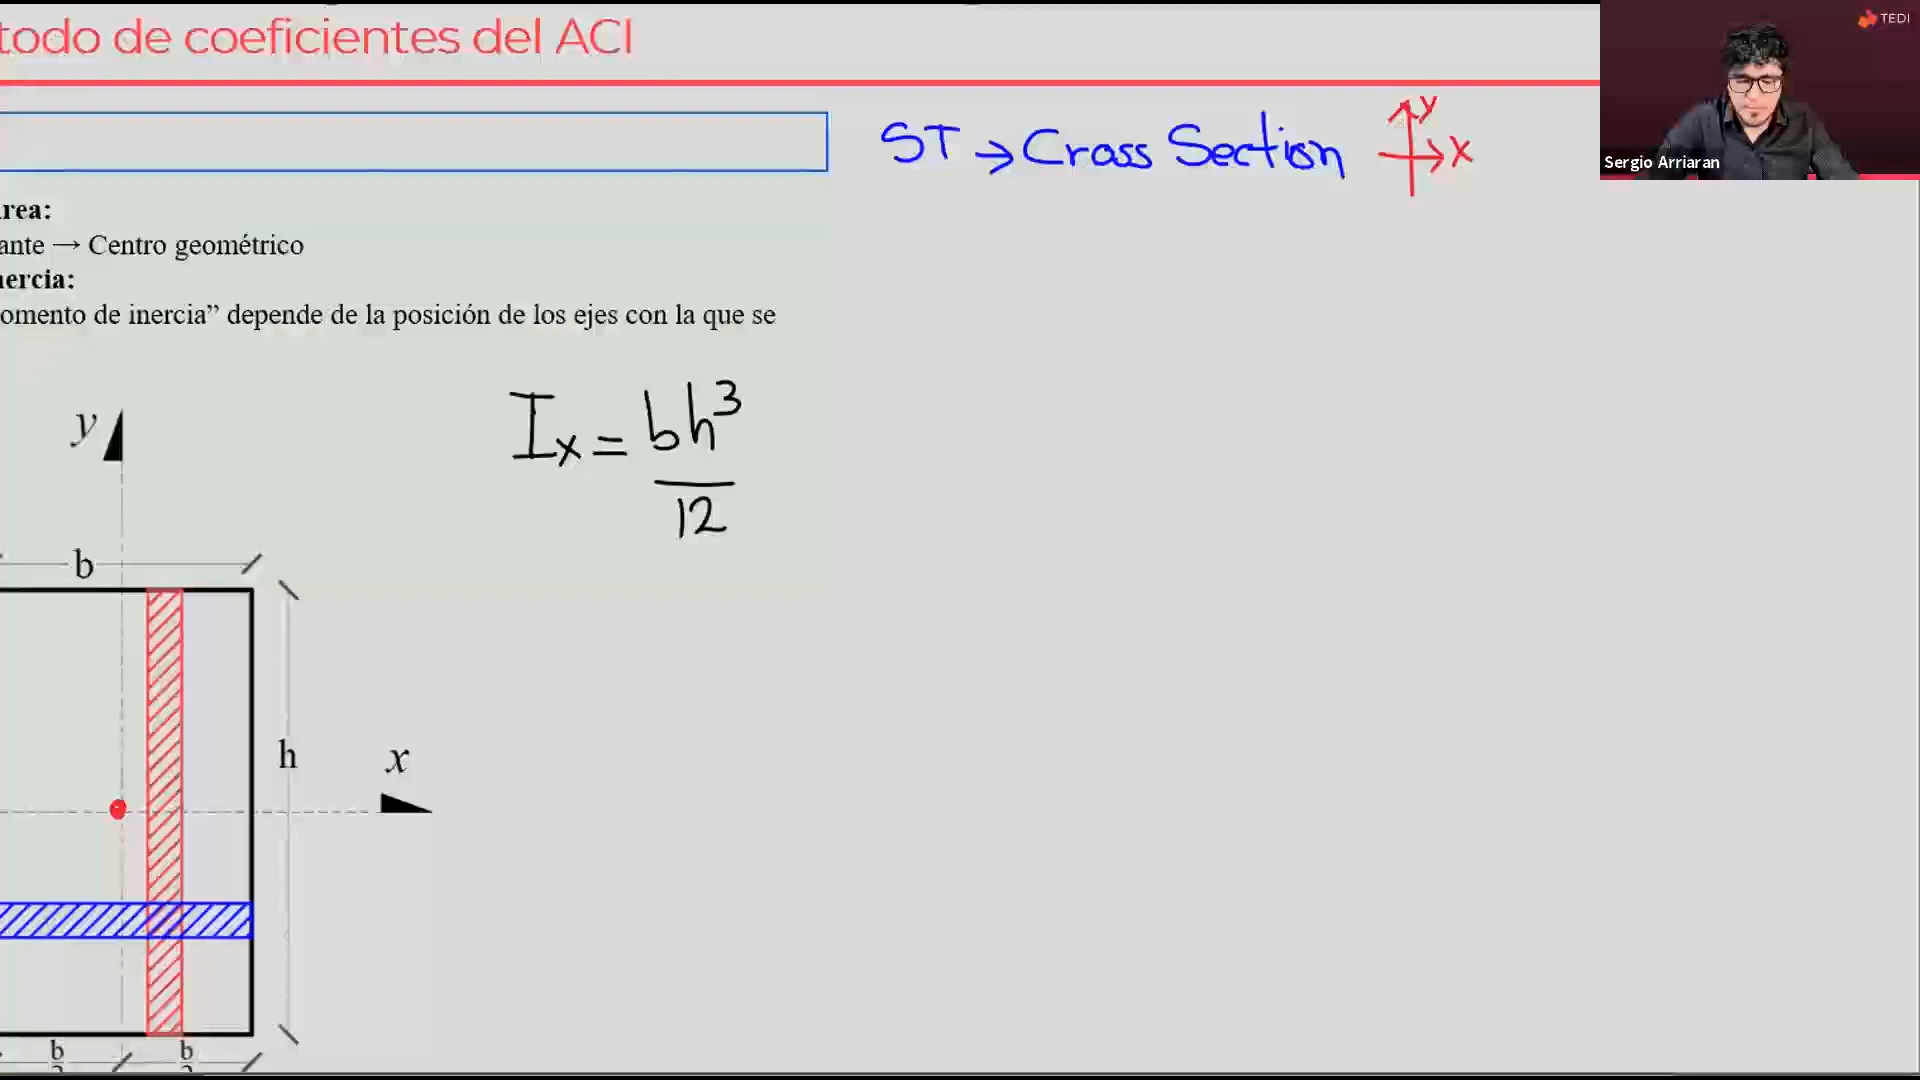 todo de coeficientes del ACI
TEDI
Sergio Arriaran
ST → Cross Section
y
x
rea:
ante → Centro geométrico
ercia:
omento de inercia” depende de la posición de los ejes con la que se
Ix = bh³
12
y
b
h
x
b
b